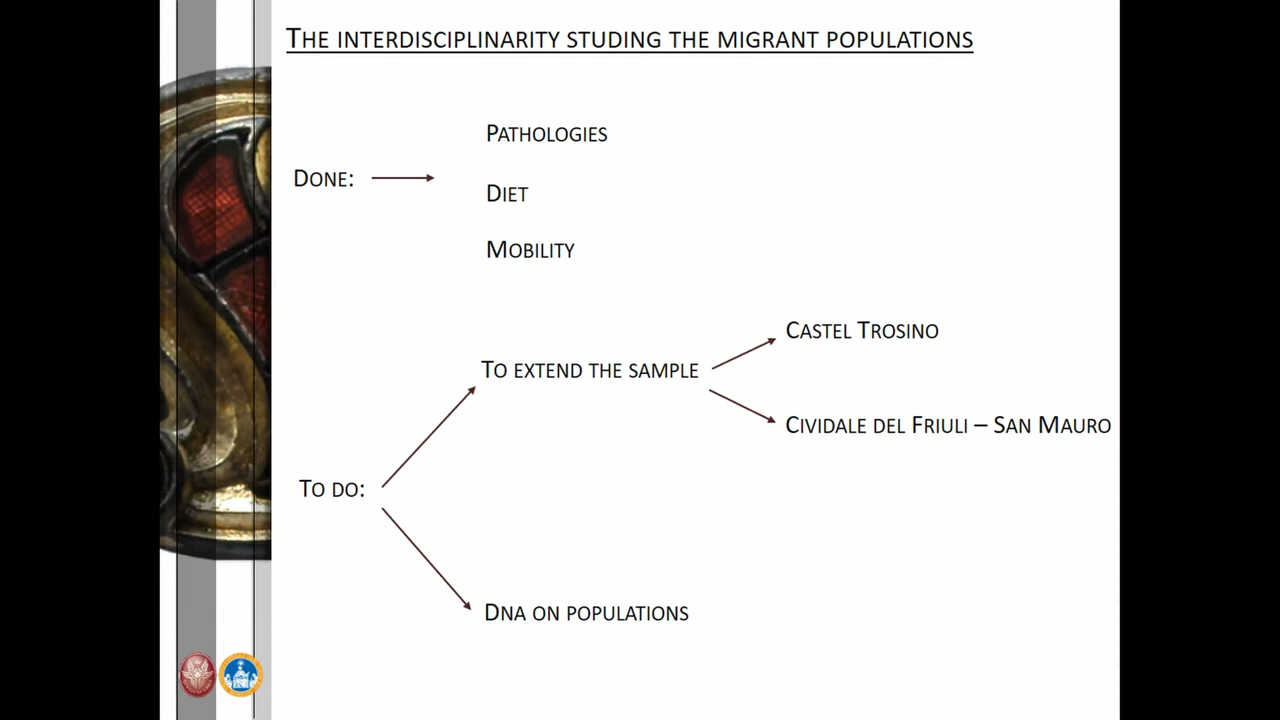 THE INTERDISCIPLINARITY STUDING THE MIGRANT POPULATIONS
PATHOLOGIES
DONE:
DIET
MOBILITY
CASTEL TROSINO
TO EXTEND THE SAMPLE
CIVIDALE DEL FRIULI – SAN MAURO
TO DO:
DNA ON POPULATIONS